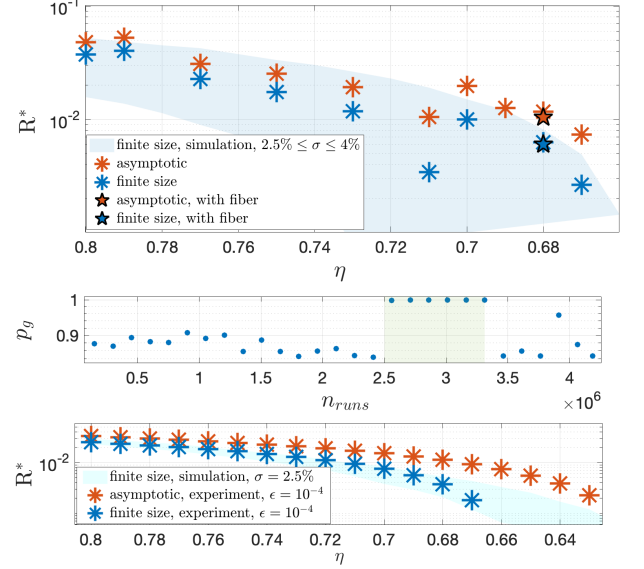 10^{-1}
10^{-2}
R*
finite size, simulation, 2.5% ≤ σ ≤ 4%
asymptotic
finite size
asymptotic, with fiber
finite size, with fiber
0.8 0.78 0.76 0.74 0.72 0.7 0.68
η
1
0.9
p_g
0.5 1 1.5 2 2.5 3 3.5 4
n_{runs}
×10^6
10^{-2}
R*
finite size, simulation, σ = 2.5%
asymptotic, experiment, ϵ = 10^{-4}
finite size, experiment, ϵ = 10^{-4}
0.8 0.78 0.76 0.74 0.72 0.7 0.68 0.66 0.64
η